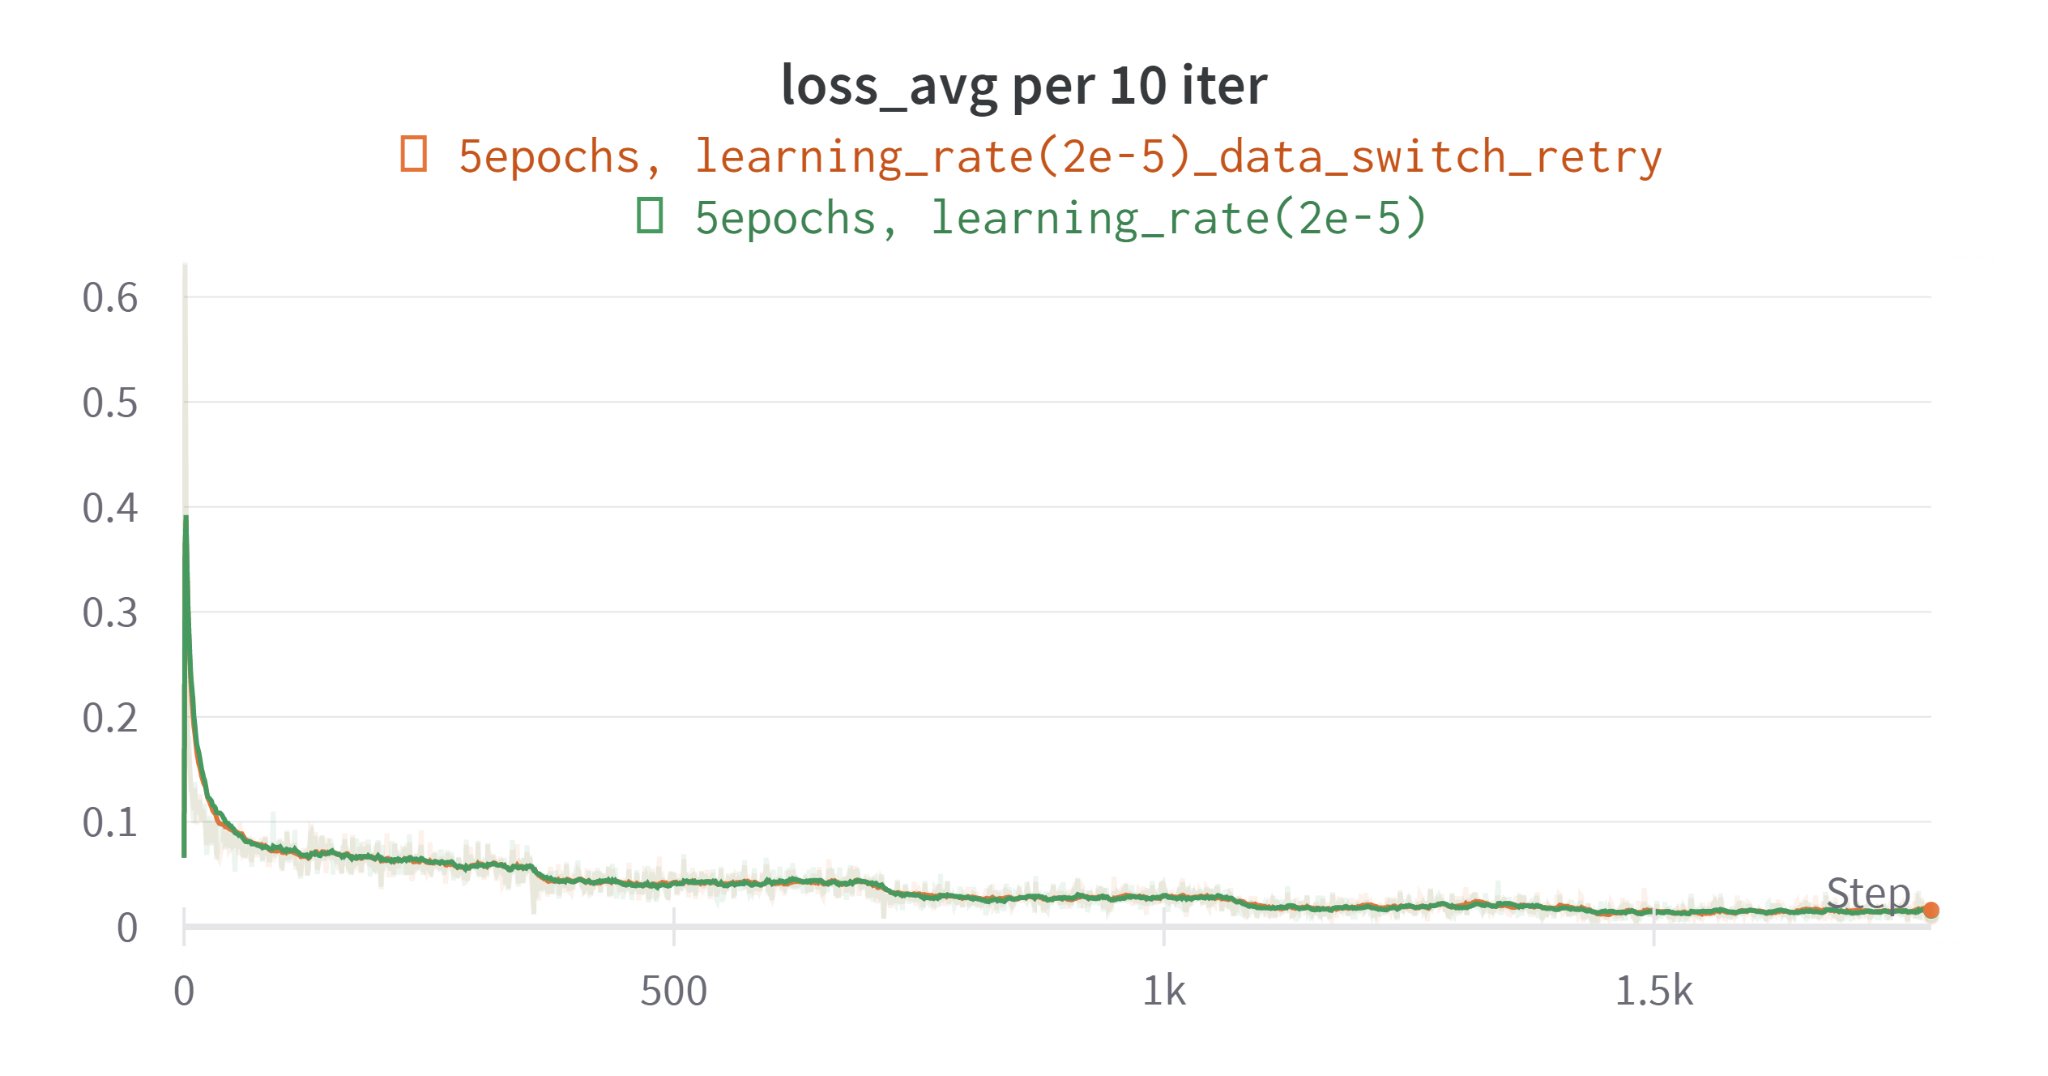 loss_avg per 10 iter
5epochs, learning_rate(2e-5)_data_switch_retry
5epochs, learning_rate(2e-5)
0.6
0.5
0.4
0.3
0.2
0.1
0
Step
0 500 1k 1.5k